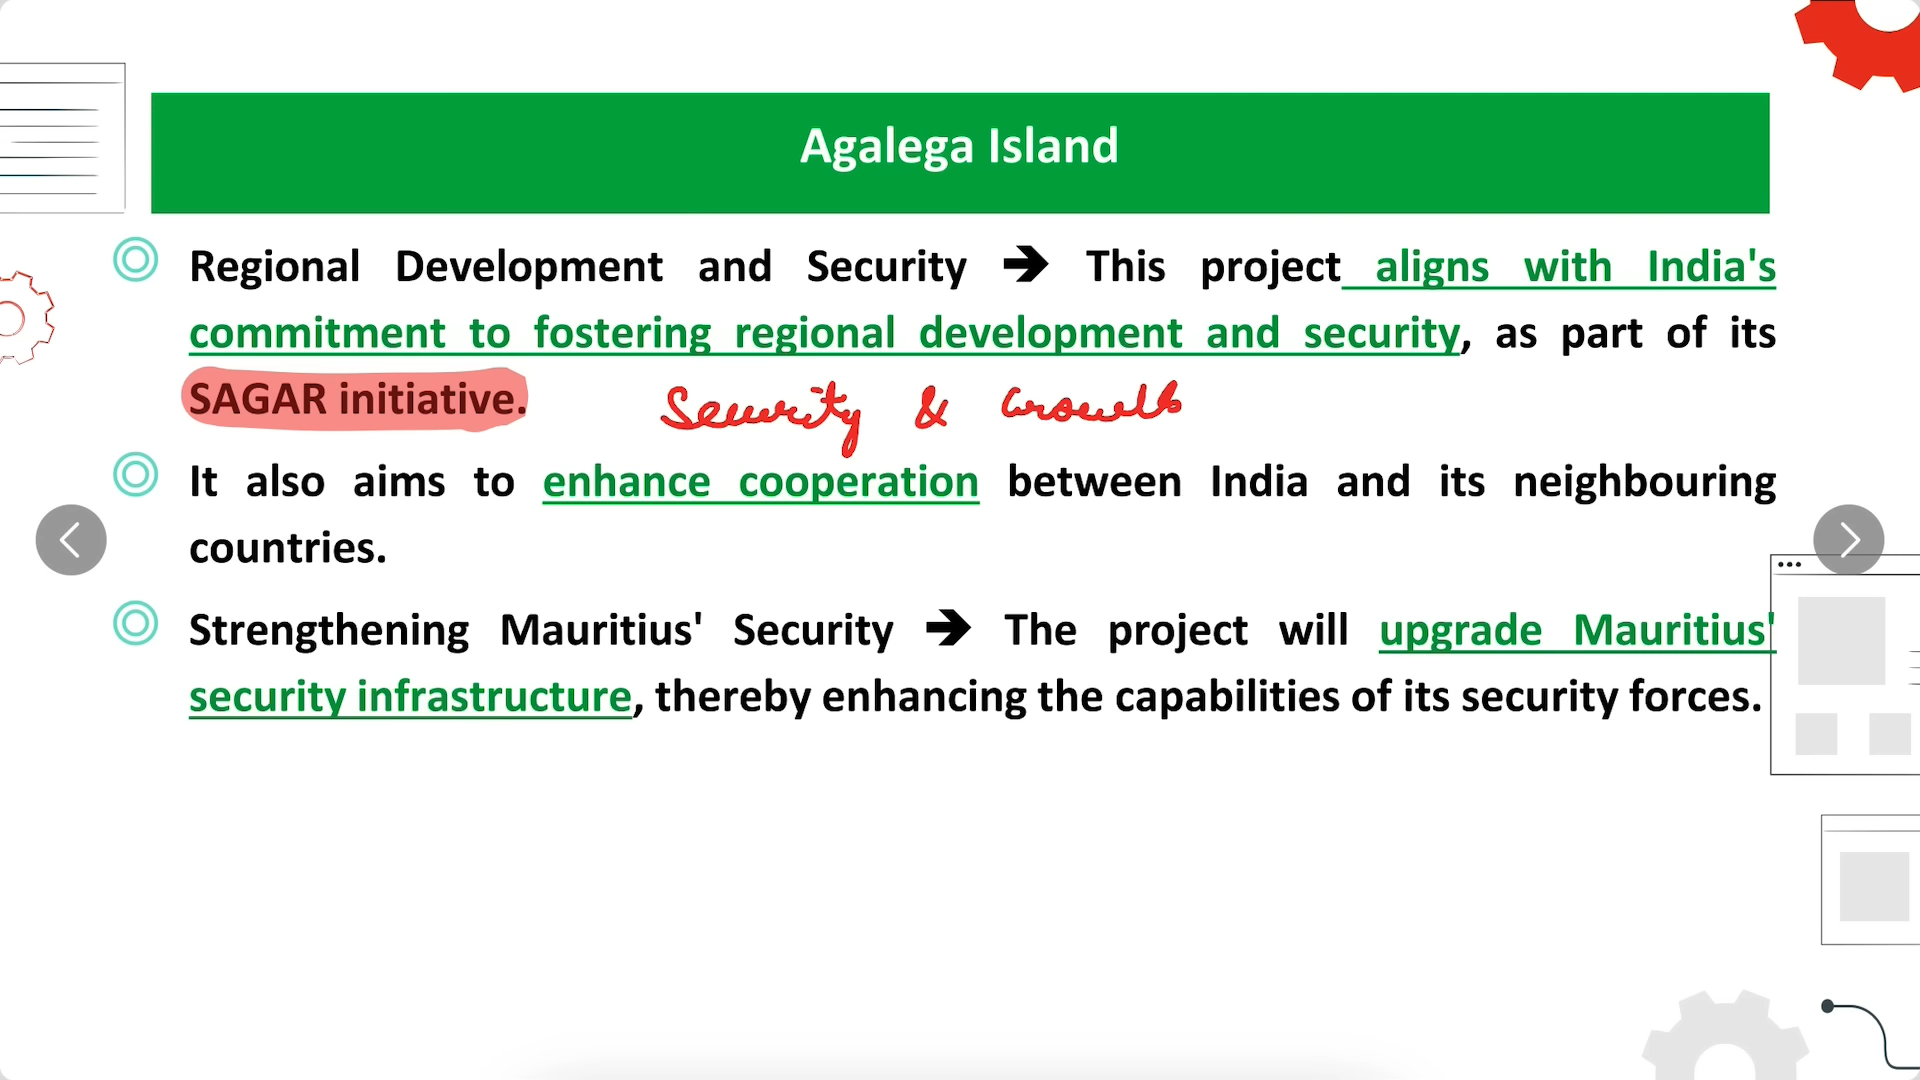 Agalega Island
Regional Development and Security ➔ This project aligns with India's
commitment to fostering regional development and security, as part of its
SAGAR initiative. Security & Growth
It also aims to enhance cooperation between India and its neighbouring
countries.
Strengthening Mauritius' Security ➔ The project will upgrade Mauritius'
security infrastructure, thereby enhancing the capabilities of its security forces.